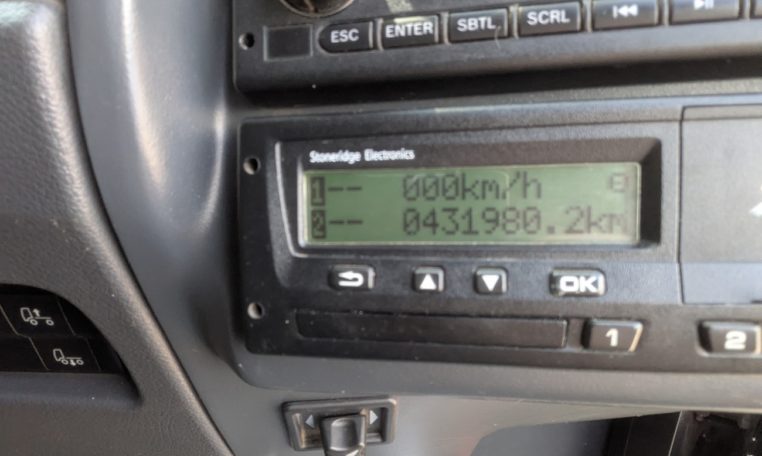 ESC ENTER SBTL SCRL
Stoneridge Electronics
1-- 000km/h
2-- 0431980.2km
OK
1 2